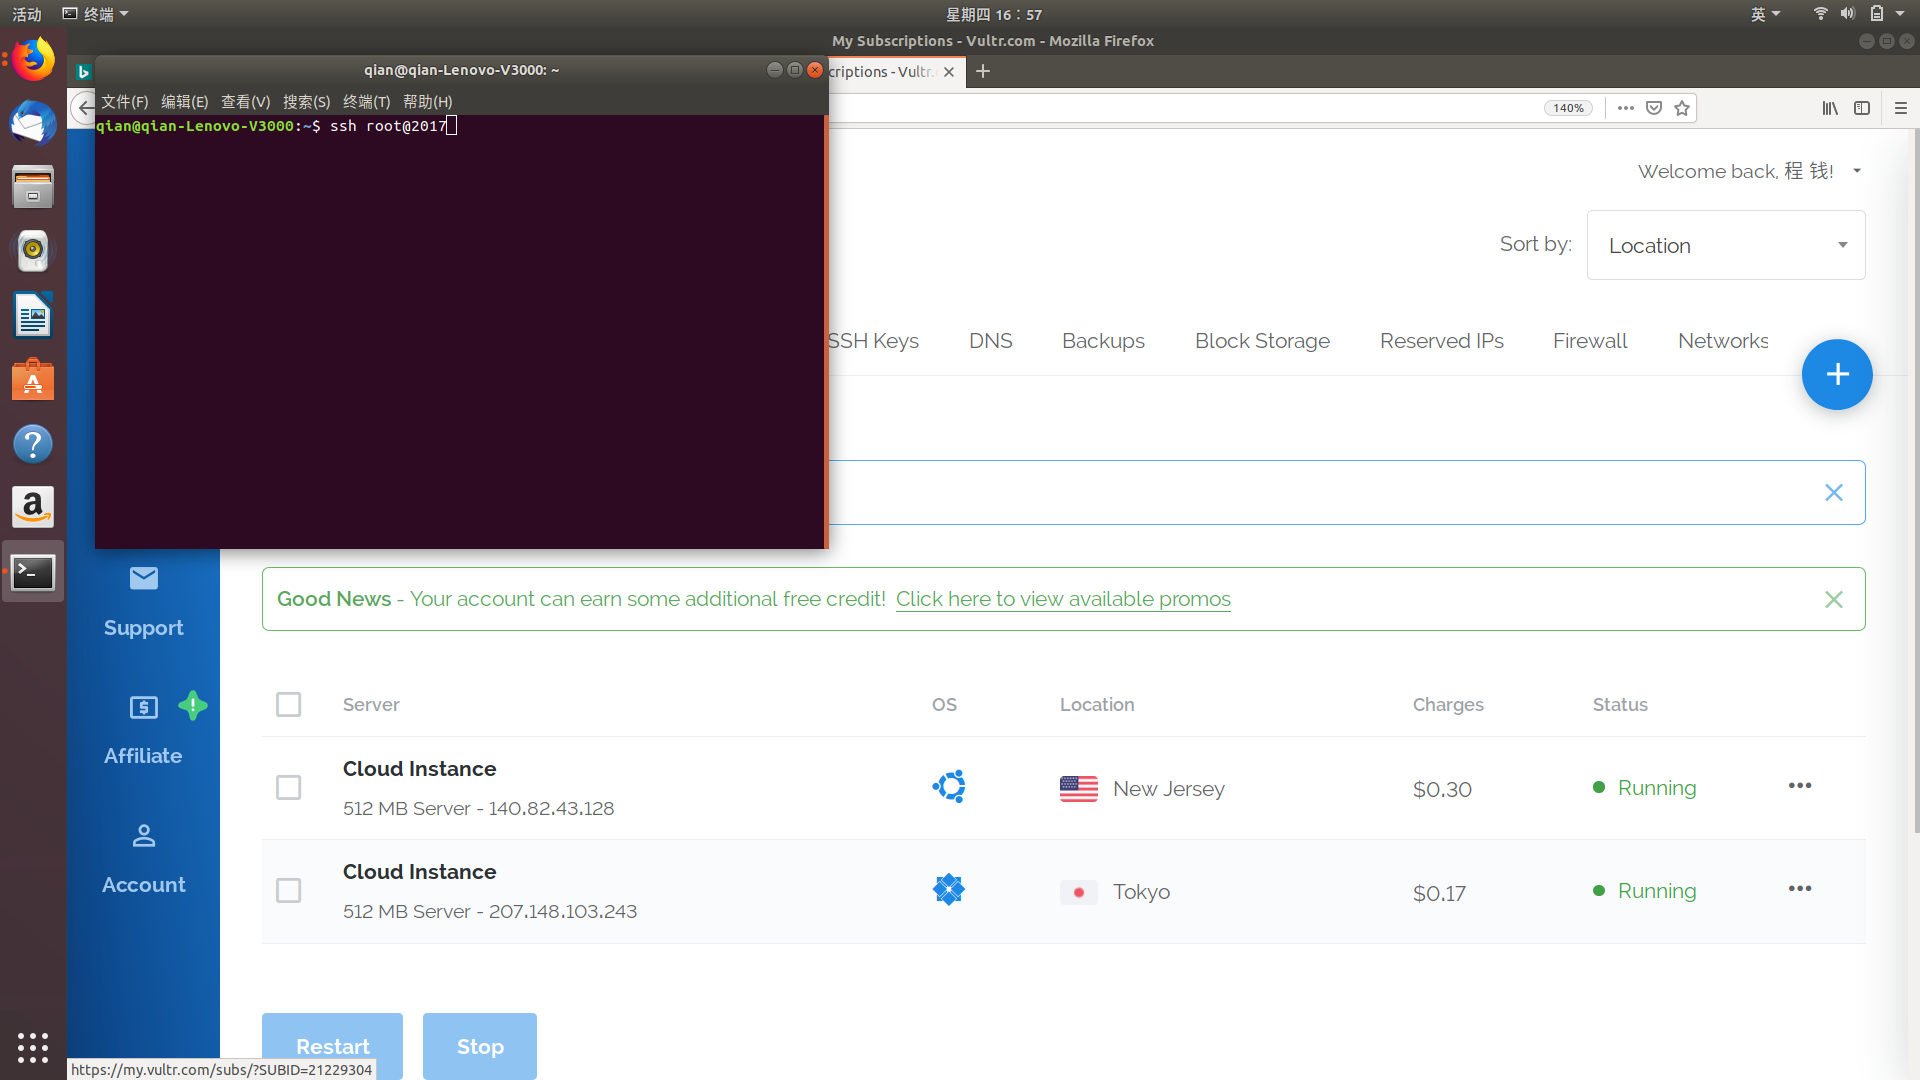 活动
终端
星期四 16：57
英
My Subscriptions - Vultr.com - Mozilla Firefox
qian@qian-Lenovo-V3000: ~
criptions - Vultr.
文件(F) 编辑(E) 查看(V) 搜索(S) 终端(T) 帮助(H)
140%
qian@qian-Lenovo-V3000:~$ ssh root@2017
Welcome back, 程 钱!
Sort by:
Location
SSH Keys
DNS
Backups
Block Storage
Reserved IPs
Firewall
Networks
Good News - Your account can earn some additional free credit! Click here to view available promos
Support
Affiliate
Account
Server
OS
Location
Charges
Status
Cloud Instance
512 MB Server - 140.82.43.128
New Jersey
$0.30
Running
Cloud Instance
512 MB Server - 207.148.103.243
Tokyo
$0.17
Running
Restart
Stop
https://my.vultr.com/subs/?SUBID=21229304